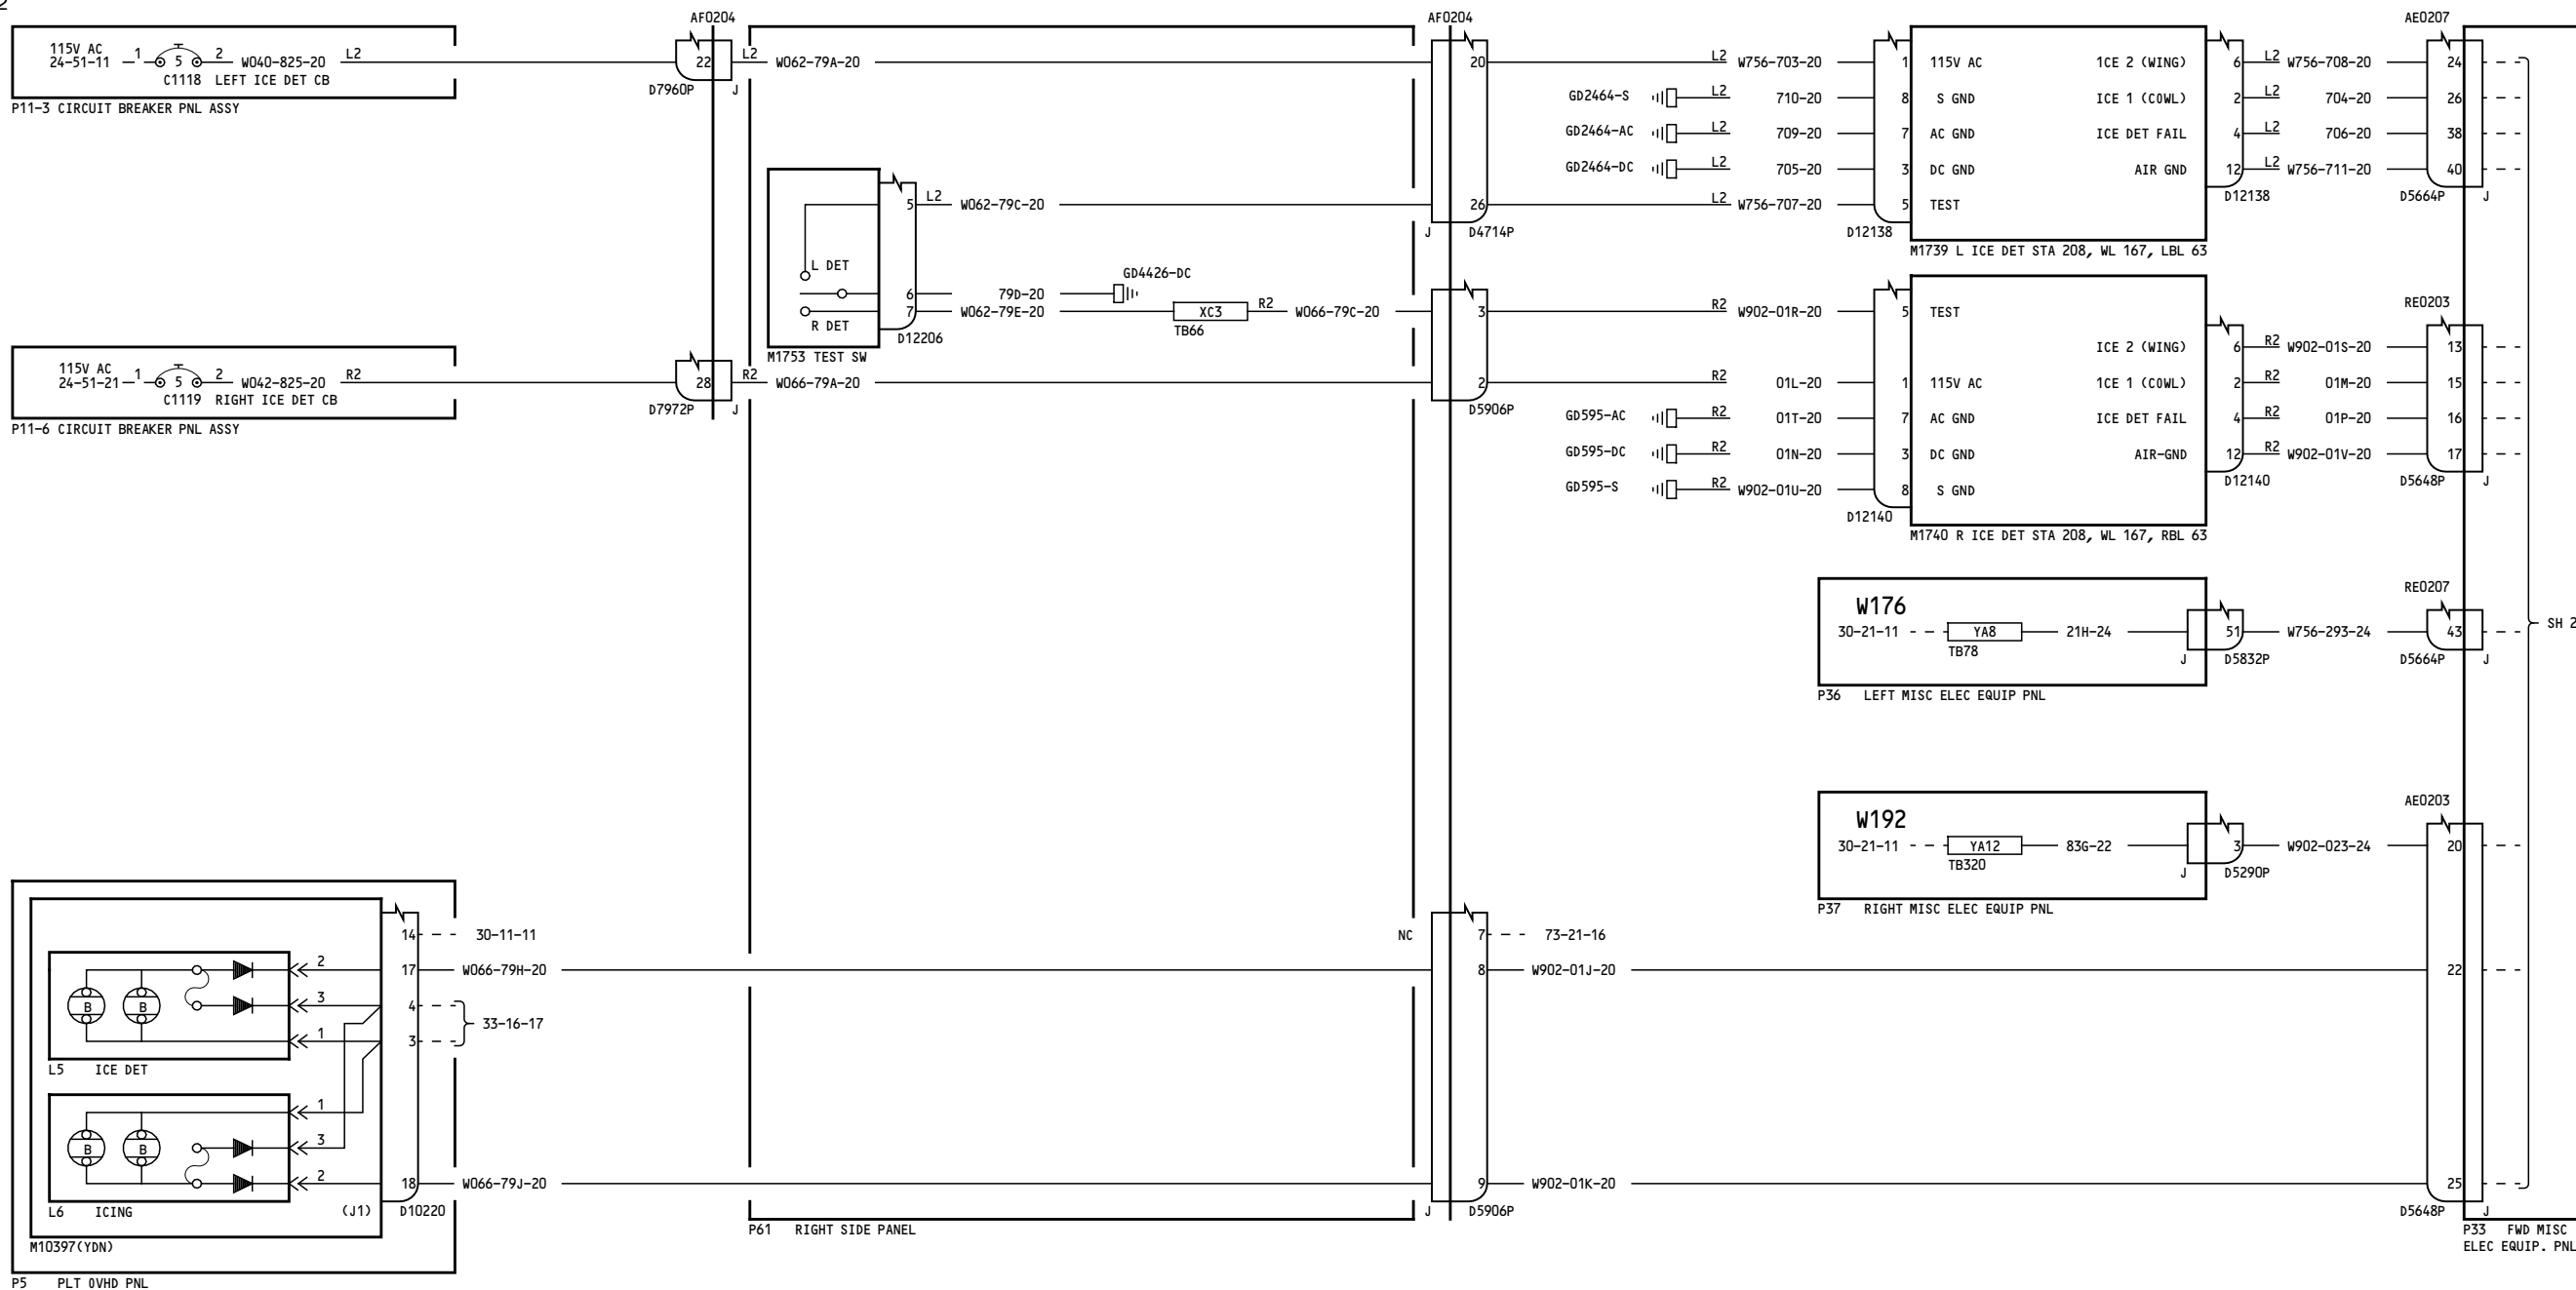 AF0204
AF0204
AE0207
115V AC
24-51-11
1
5
2
W040-825-20
L2
C1118 LEFT ICE DET CB
P11-3 CIRCUIT BREAKER PNL ASSY
22
D7960P
J
L2
W062-79A-20
20
L2
W756-703-20
GD2464-S
L2
710-20
GD2464-AC
L2
709-20
GD2464-DC
L2
705-20
5
L2
W062-79C-20
26
L2
W756-707-20
J
D4714P
1
115V AC
8
S GND
7
AC GND
3
DC GND
5
TEST
D12138
1CE 2 (WING)
6
L2
W756-708-20
24
ICE 1 (COWL)
2
L2
704-20
26
ICE DET FAIL
4
L2
706-20
38
AIR GND
12
L2
W756-711-20
40
D12138
D5664P
J
M1739 L ICE DET STA 208, WL 167, LBL 63
L DET
R DET
6
79D-20
GD4426-DC
7
W062-79E-20
XC3
TB66
R2
W066-79C-20
D12206
M1753 TEST SW
3
R2
W902-01R-20
5
TEST
115V AC
24-51-21
1
5
2
W042-825-20
R2
C1119 RIGHT ICE DET CB
P11-6 CIRCUIT BREAKER PNL ASSY
28
D7972P
J
R2
W066-79A-20
2
D5906P
R2
01L-20
1
115V AC
GD595-AC
R2
01T-20
7
AC GND
GD595-DC
R2
01N-20
3
DC GND
GD595-S
R2
W902-01U-20
8
S GND
D12140
RE0203
ICE 2 (WING)
6
R2
W902-01S-20
13
1CE 1 (COWL)
2
R2
01M-20
15
ICE DET FAIL
4
R2
01P-20
16
AIR-GND
12
R2
W902-01V-20
17
D12140
D5648P
J
M1740 R ICE DET STA 208, WL 167, RBL 63
W176
30-21-11
YA8
TB78
21H-24
51
J
D5832P
W756-293-24
RE0207
43
D5664P
J
SH 2
P36 LEFT MISC ELEC EQUIP PNL
W192
30-21-11
YA12
TB320
83G-22
3
J
D5290P
W902-023-24
AE0203
20
P37 RIGHT MISC ELEC EQUIP PNL
14
30-11-11
NC
7
73-21-16
B
B
2
17
W066-79H-20
8
W902-01J-20
22
3
4
33-16-17
1
3
L5 ICE DET
B
B
1
3
2
18
W066-79J-20
9
W902-01K-20
25
L6 ICING
(J1)
D10220
J
D5906P
D5648P
J
P61 RIGHT SIDE PANEL
P33 FWD MISC
ELEC EQUIP. PNL
M10397(YDN)
P5 PLT OVHD PNL